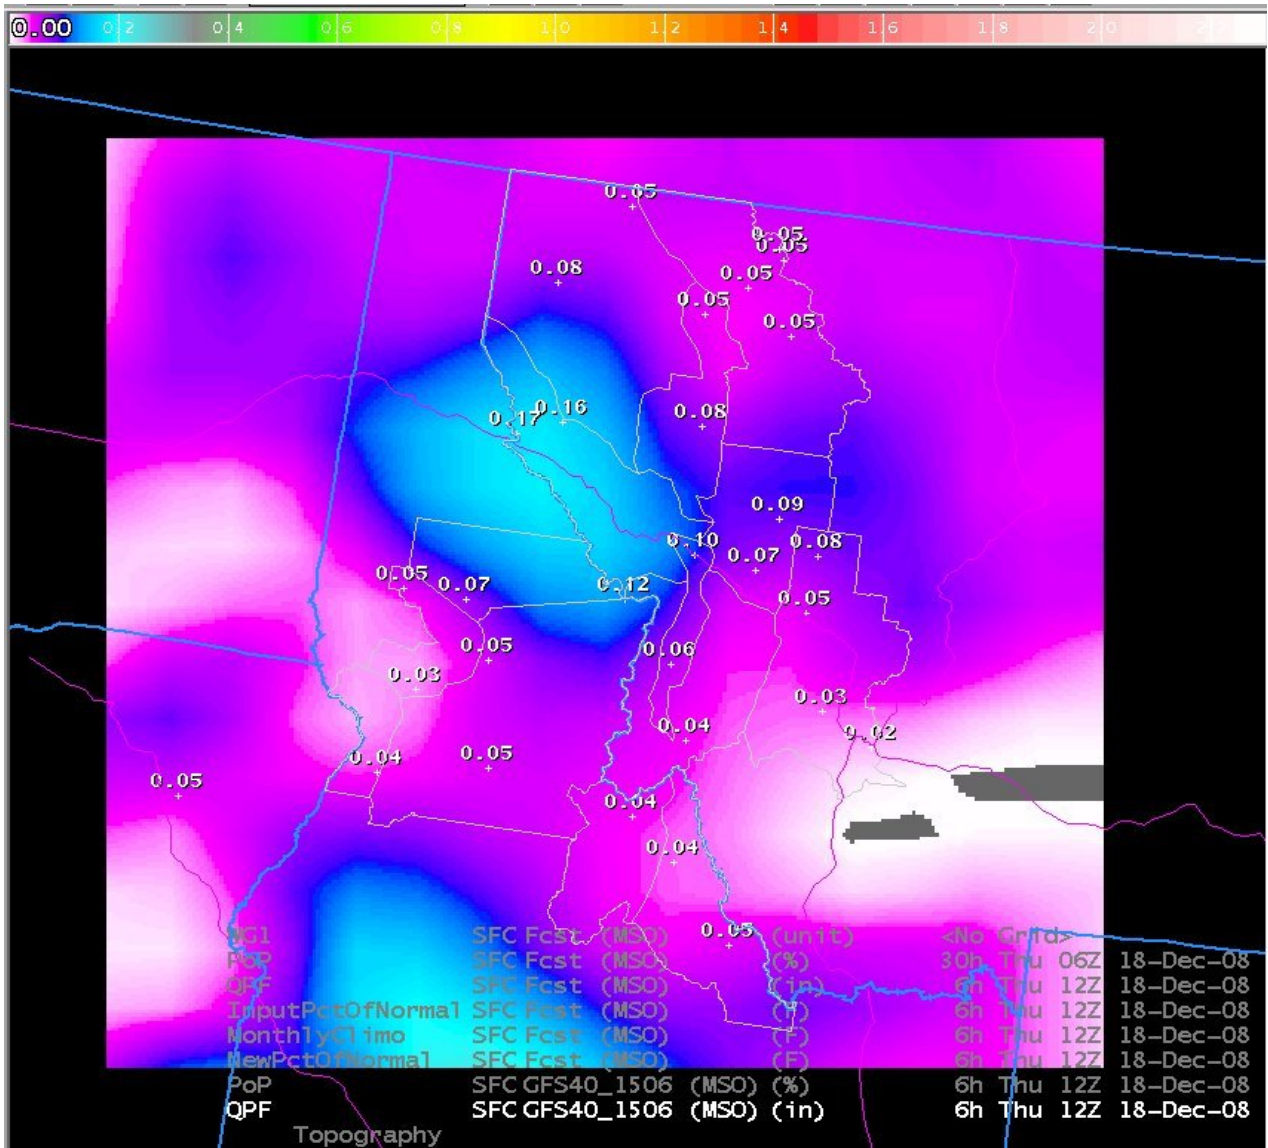 0.00 0.2 0.4 0.6 0.8 1.0 1.2 1.4 1.6 1.8 2.0 2.2
0.05
0.05
0.05
0.08
0.05
0.05
0.05
0.17 0.16
0.08
0.09
0.10
0.08
0.07
0.05
0.07
0.12
0.05
0.05
0.06
0.03
0.03
0.04
0.02
0.04
0.05
0.05
0.04
0.04
0.05
MG1 SFC Fcst (MSO) (unit) <No Grid>
PoP SFC Fcst (MSO) (%) 30h Thu 06Z 18-Dec-08
QPF SFC Fcst (MSO) (in) 6h Thu 12Z 18-Dec-08
InputPctOfNormal SFC Fcst (MSO) (F) 6h Thu 12Z 18-Dec-08
MonthlyClimo SFC Fcst (MSO) (F) 6h Thu 12Z 18-Dec-08
NewPctOfNormal SFC Fcst (MSO) (F) 6h Thu 12Z 18-Dec-08
PoP SFC GFS40_1506 (MSO) (%) 6h Thu 12Z 18-Dec-08
QPF SFC GFS40_1506 (MSO) (in) 6h Thu 12Z 18-Dec-08
Topography